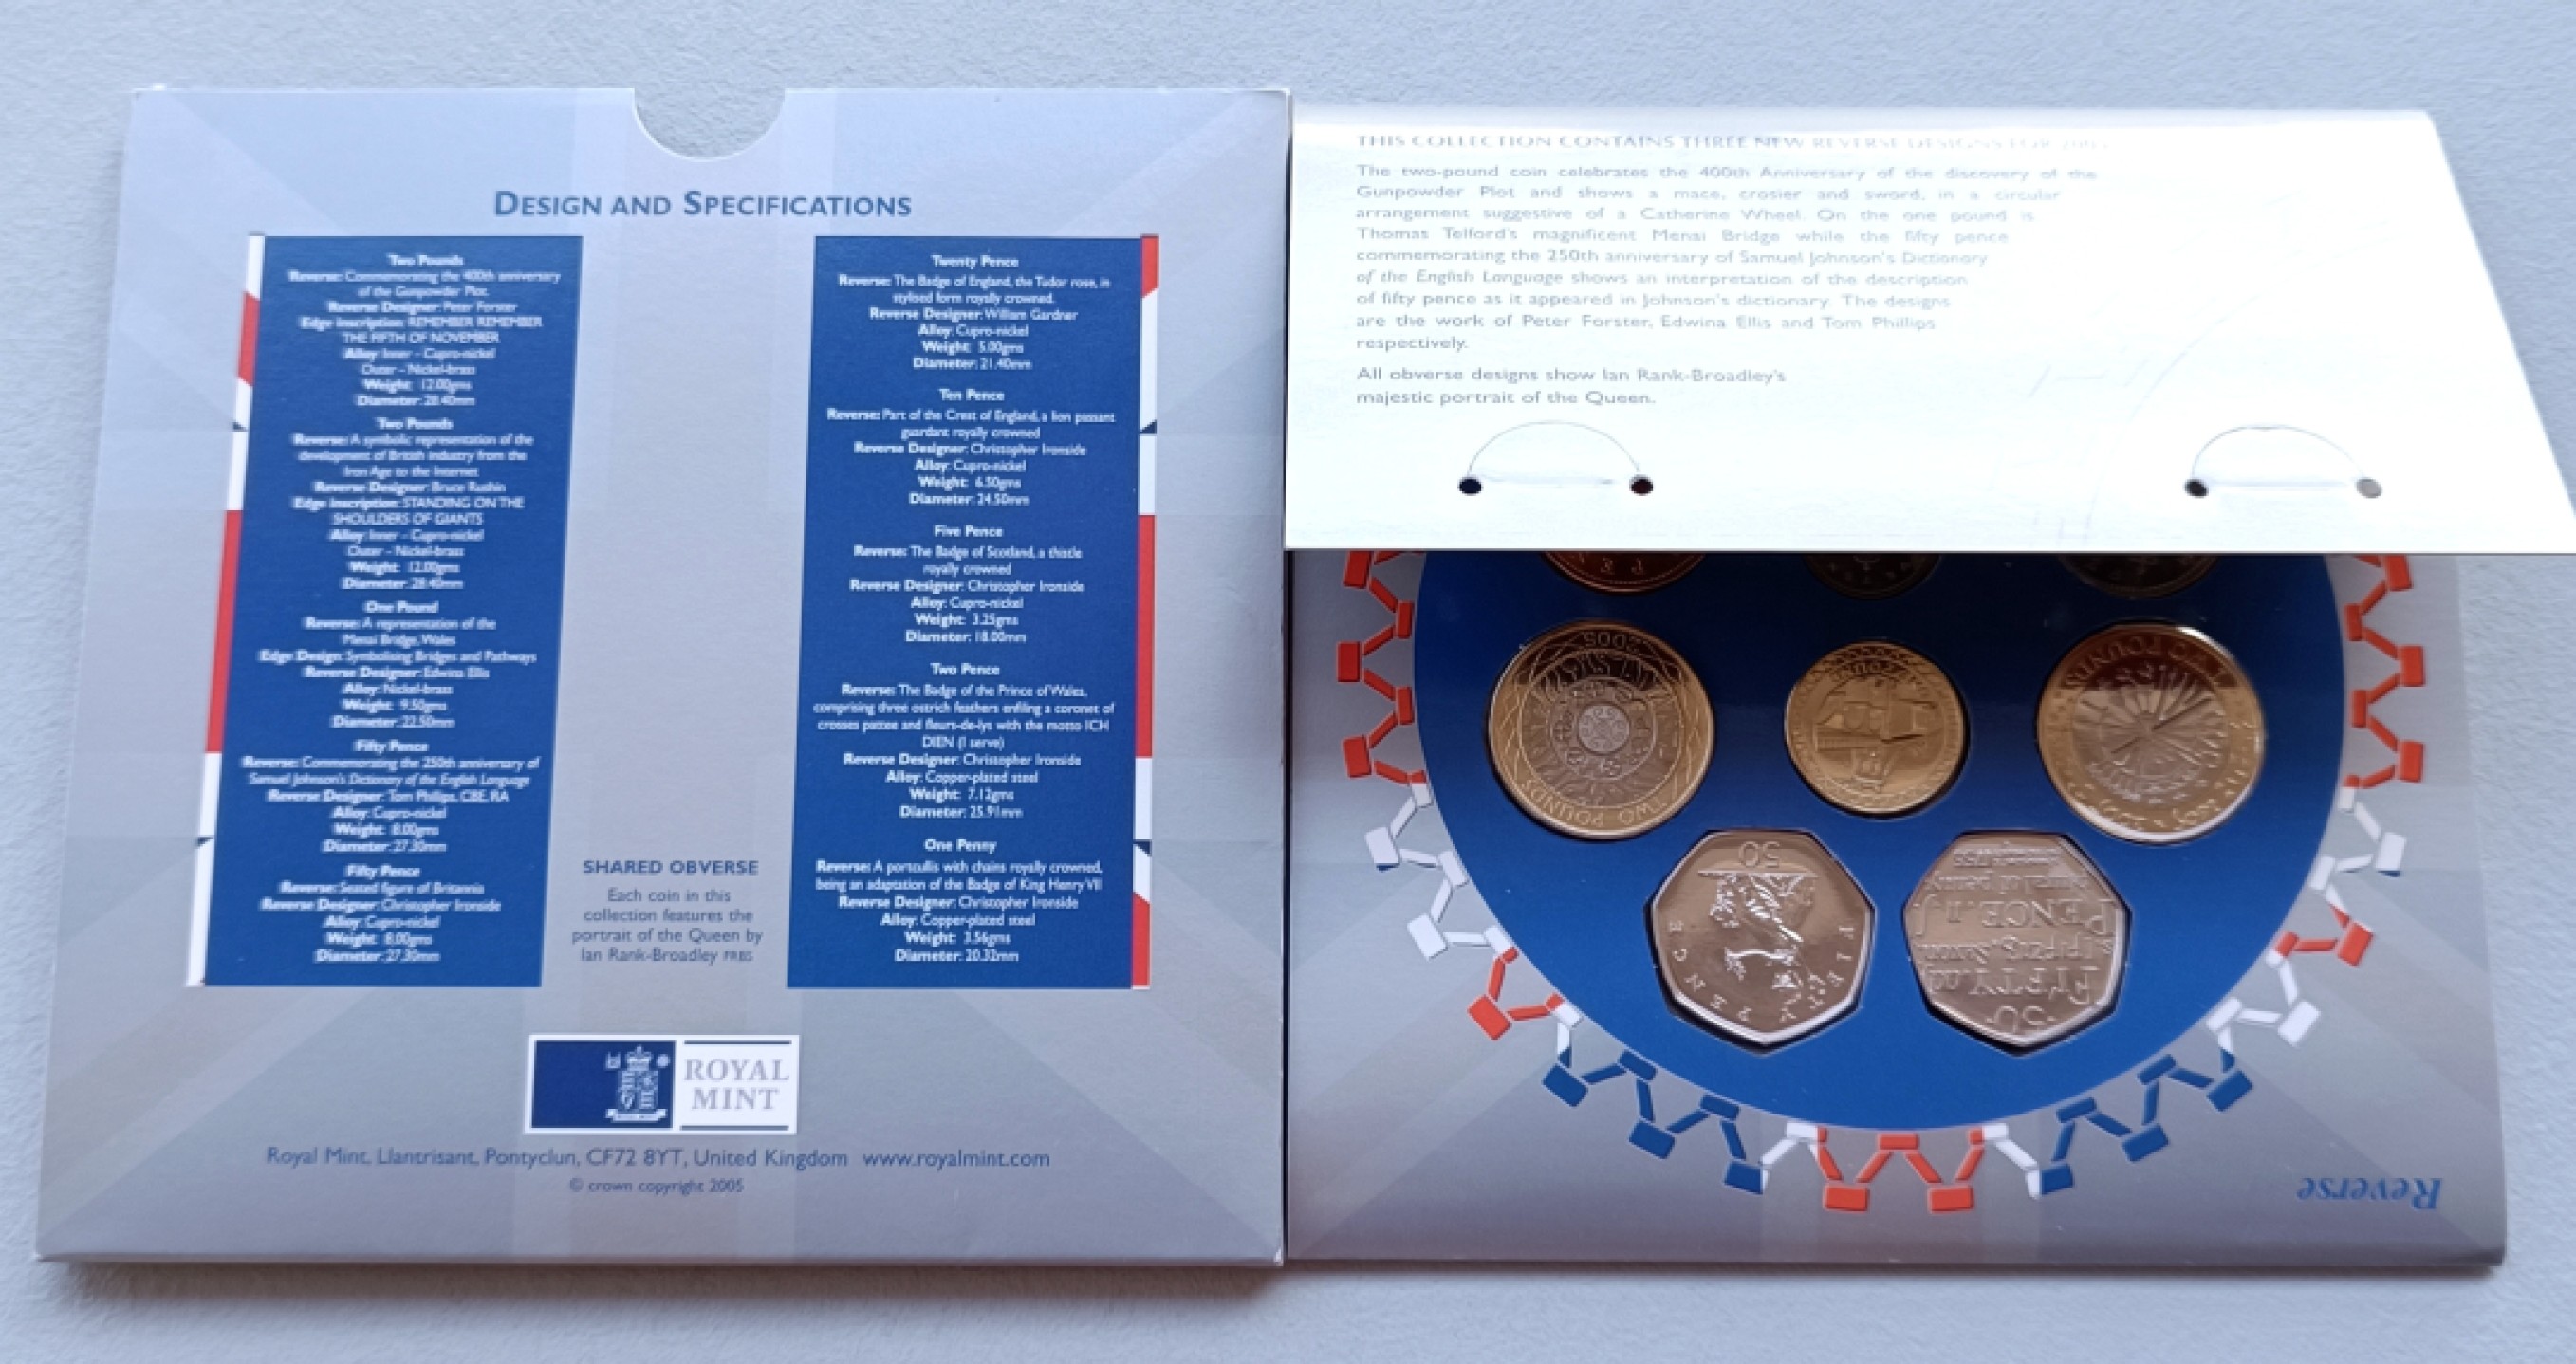 DESIGN AND SPECIFICATIONS
Two Pounds
Reverse: Commemorating the 400th anniversary
of the Gunpowder Plot.
Reverse Designer: Peter Forster
Edge Inscription: REMEMBER REMEMBER
THE FIFTH OF NOVEMBER
Alloy: Inner – Cupro-nickel
Outer – Nickel-brass
Weight: 12.00gms
Diameter: 28.40mm
Two Pounds
Reverse: A symbolic representation of the
development of British industry from the
Iron Age to the Internet
Reverse Designer: Bruce Rushin
Edge Inscription: STANDING ON THE
SHOULDERS OF GIANTS
Alloy: Inner – Cupro-nickel
Outer – Nickel-brass
Weight: 12.00gms
Diameter: 28.40mm
One Pound
Reverse: A representation of the
Menai Bridge, Wales
Edge Design: Symbolising Bridges and Pathways
Reverse Designer: Edwina Ellis
Alloy: Nickel-brass
Weight: 9.50gms
Diameter: 22.50mm
Fifty Pence
Reverse: Commemorating the 250th anniversary of
Samuel Johnson's Dictionary of the English Language
Reverse Designer: Tom Phillips, CBE, RA
Alloy: Cupro-nickel
Weight: 8.00gms
Diameter: 27.30mm
Fifty Pence
Reverse: Seated figure of Britannia
Reverse Designer: Christopher Ironside
Alloy: Cupro-nickel
Weight: 8.00gms
Diameter: 27.30mm
SHARED OBVERSE
Each coin in this
collection features the
portrait of the Queen by
Ian Rank-Broadley FRBS
Twenty Pence
Reverse: The Badge of England, the Tudor rose, in
stylised form royally crowned.
Reverse Designer: William Gardner
Alloy: Cupro-nickel
Weight: 5.00gms
Diameter: 21.40mm
Ten Pence
Reverse: Part of the Crest of England, a lion passant
guardant royally crowned
Reverse Designer: Christopher Ironside
Alloy: Cupro-nickel
Weight: 6.50gms
Diameter: 24.50mm
Five Pence
Reverse: The Badge of Scotland, a thistle
royally crowned
Reverse Designer: Christopher Ironside
Alloy: Cupro-nickel
Weight: 3.25gms
Diameter: 18.00mm
Two Pence
Reverse: The Badge of the Prince of Wales,
comprising three ostrich feathers enfiling a coronet of
crosses pattee and fleurs-de-lys with the motto ICH
DIEN (I serve)
Reverse Designer: Christopher Ironside
Alloy: Copper-plated steel
Weight: 7.12gms
Diameter: 25.91mm
One Penny
Reverse: A portcullis with chains royally crowned,
being an adaptation of the Badge of King Henry VII
Reverse Designer: Christopher Ironside
Alloy: Copper-plated steel
Weight: 3.56gms
Diameter: 20.32mm
ROYAL
MINT
Royal Mint, Llantrisant, Pontyclun, CF72 8YT, United Kingdom www.royalmint.com
© crown copyright 2005
THIS COLLECTION CONTAINS THREE NEW REVERSE DESIGNS FOR 2005
The two-pound coin celebrates the 400th Anniversary of the discovery of the
Gunpowder Plot and shows a mace, crosier and sword, in a circular
arrangement suggestive of a Catherine Wheel. On the one pound is
Thomas Telford's magnificent Menai Bridge while the fifty pence
commemorating the 250th anniversary of Samuel Johnson's Dictionary
of the English Language shows an interpretation of the description
of fifty pence as it appeared in Johnson's dictionary. The designs
are the work of Peter Forster, Edwina Ellis and Tom Phillips
respectively.
All obverse designs show Ian Rank-Broadley's
majestic portrait of the Queen.
2005
TWO POUNDS
TWO POUNDS
50
FIFTY PENCE
50
FIFTY
PENCE
Reverse